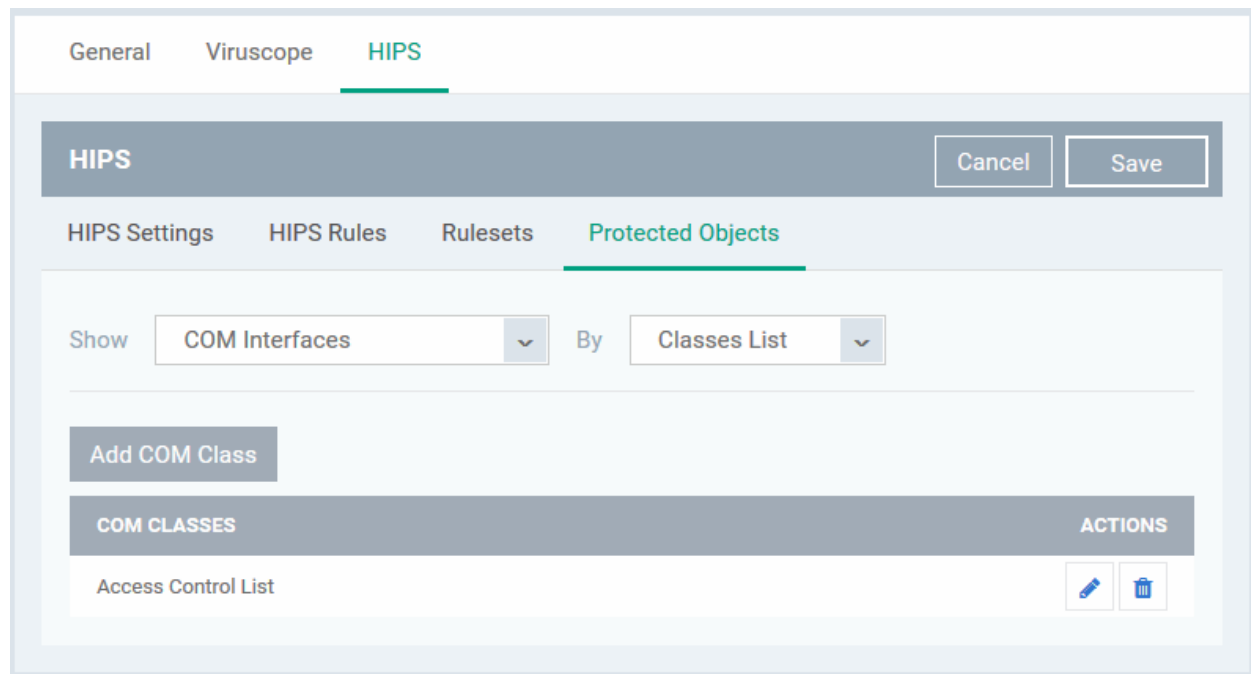 General Viruscope HIPS
HIPS Cancel Save
HIPS Settings HIPS Rules Rulesets Protected Objects
Show COM Interfaces By Classes List
Add COM Class
COM CLASSES ACTIONS
Access Control List